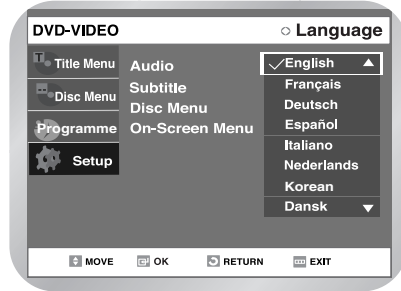 DVD-VIDEO
Language
Title Menu
Disc Menu
Programme
Setup
Audio
Subtitle
Disc Menu
On-Screen Menu
English
Français
Deutsch
Español
Italiano
Nederlands
Korean
Dansk
MOVE
OK
RETURN
EXIT